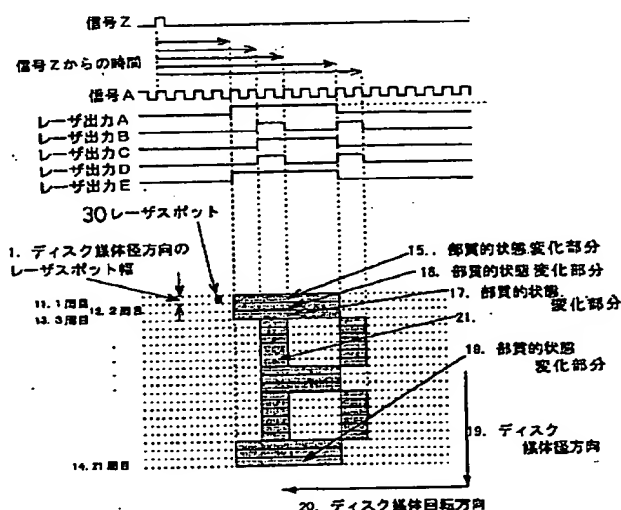 信号Z
信号Zからの時間
信号A
レーザ出力A
レーザ出力B
レーザ出力C
レーザ出力D
レーザ出力E
30 レーザスポット
1. ディスク媒体径方向の
レーザスポット幅
11.1周目
12.2周目
13.3周目
14.21周目
15.. 部質的状態変化部分
16. 部質的状態変化部分
17. 部質的状態
変化部分
21.
18. 部質的状態
変化部分
19. ディスク
媒体径方向
20. ディスク媒体回転方向